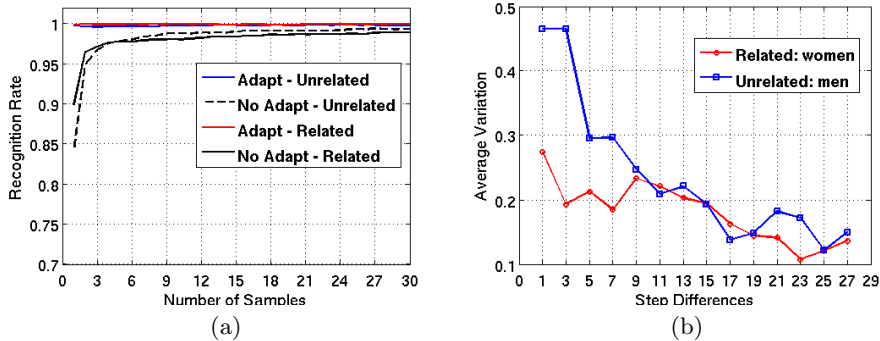 1
0.95
0.9
0.85
0.8
0.75
0.7
Recognition Rate
Adapt - Unrelated
No Adapt - Unrelated
Adapt - Related
No Adapt - Related
0 1 3 6 9 12 15 18 21 24 27 30
Number of Samples
(a)
0.5
0.4
0.3
0.2
0.1
Average Variation
Related: women
Unrelated: men
0 1 3 5 7 9 11 13 15 17 19 21 23 25 27 29
Step Differences
(b)